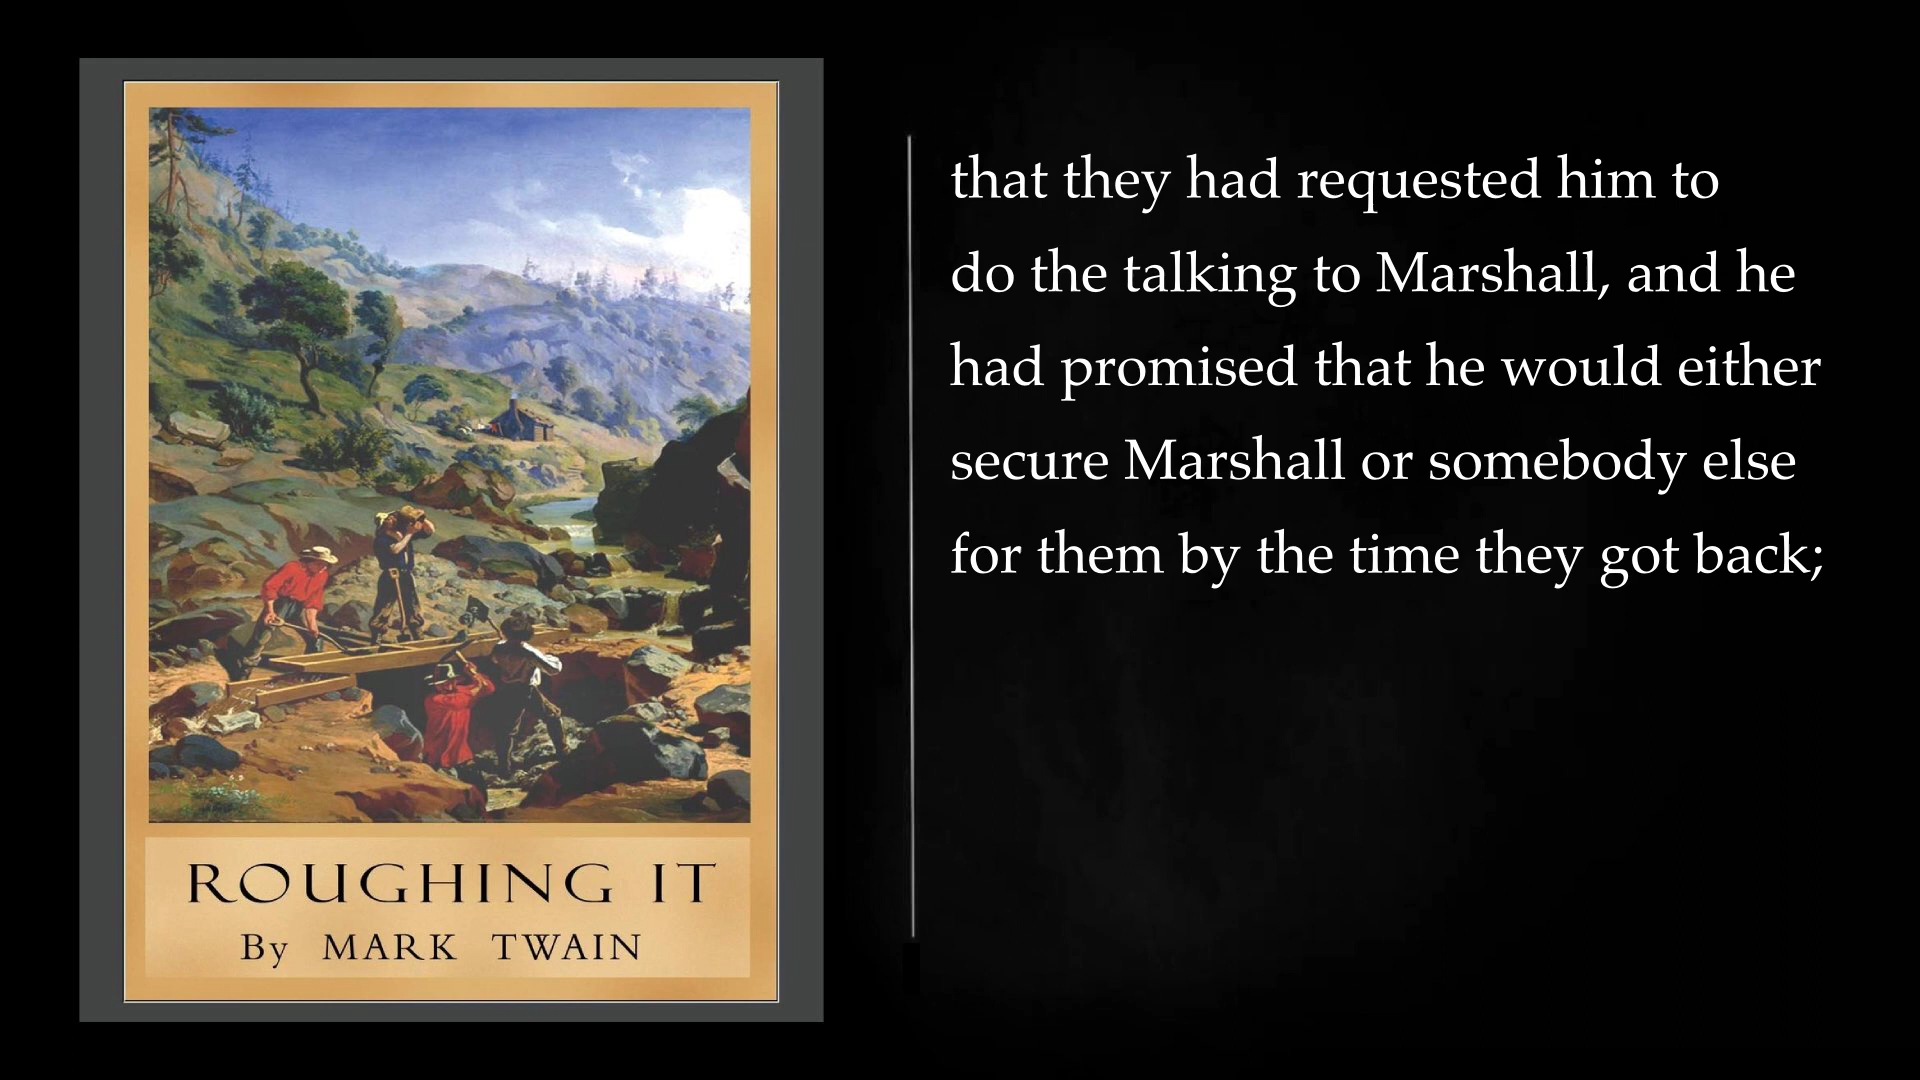 ROUGHING IT
By MARK TWAIN
that they had requested him to
do the talking to Marshall, and he
had promised that he would either
secure Marshall or somebody else
for them by the time they got back;